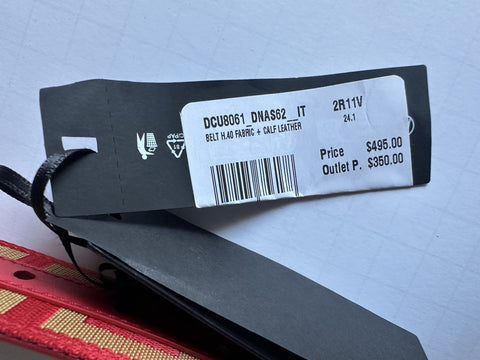 DCU8061_DNAS62__IT 2R11V
BELT H.40 FABRIC + CALF LEATHER 24.1
Price $495.00
Outlet P. $350.00